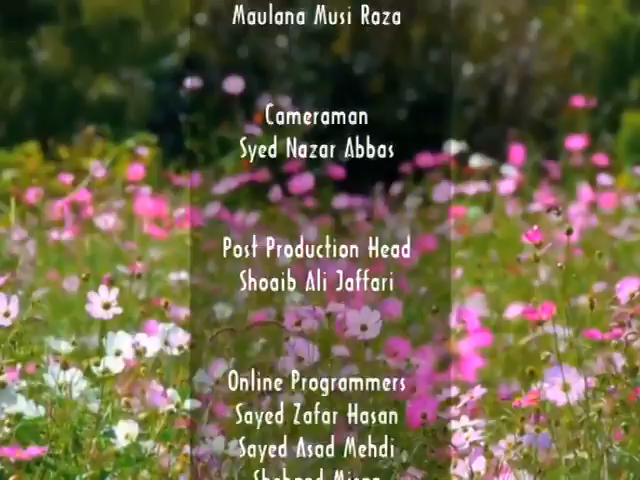 Maulana Musi Raza
Cameraman
Syed Nazar Abbas
Post Production Head
Shoaib Ali Jaffari
Online Programmers
Sayed Zafar Hasan
Sayed Asad Mehdi